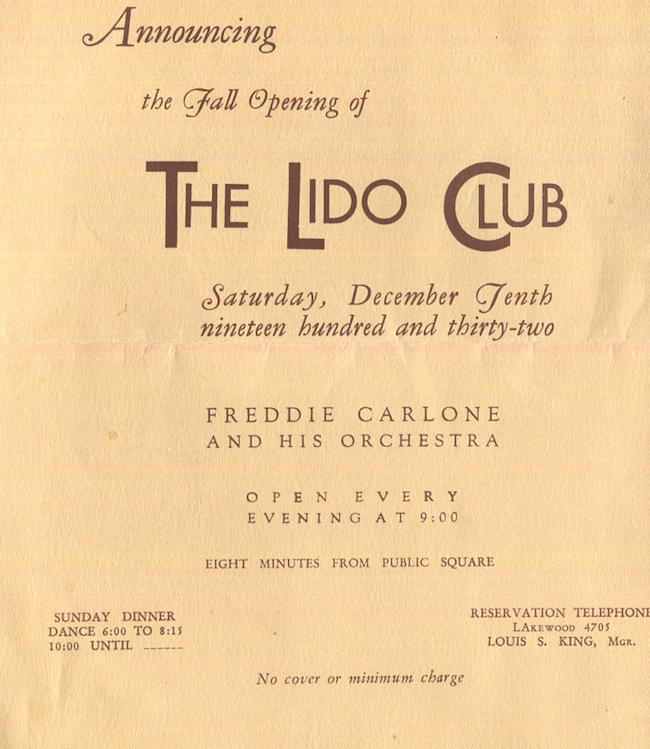 Announcing
the Fall Opening of
THE LIDO CLUB
Saturday, December Tenth
nineteen hundred and thirty-two
FREDDIE CARLONE
AND HIS ORCHESTRA
OPEN EVERY
EVENING AT 9:00
EIGHT MINUTES FROM PUBLIC SQUARE
SUNDAY DINNER
DANCE 6:00 TO 8:15
10:00 UNTIL ______
RESERVATION TELEPHONE
LAKEWOOD 4705
LOUIS S. KING, MGR.
No cover or minimum charge